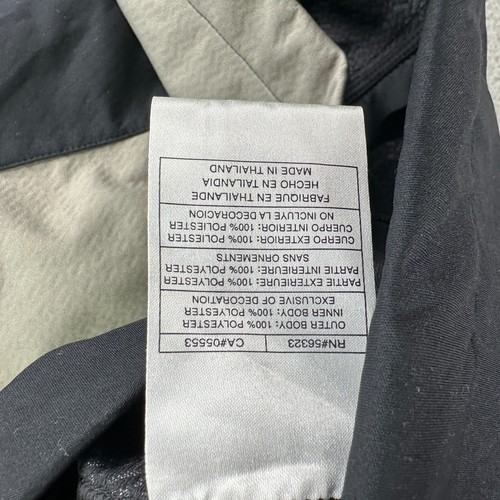 RN#56323 CA#05553
OUTER BODY: 100% POLYESTER
INNER BODY: 100% POLYESTER
EXCLUSIVE OF DECORATION
PARTIE EXTERIEURE: 100% POLYESTER
PARTIE INTERIEURE: 100% POLYESTER
SANS ORNEMENTS
CUERPO EXTERIOR: 100% POLIESTER
CUERPO INTERIOR: 100% POLIESTER
NO INCLUYE LA DECORACION
FABRIQUE EN THAILANDE
HECHO EN TAILANDIA
MADE IN THAILAND